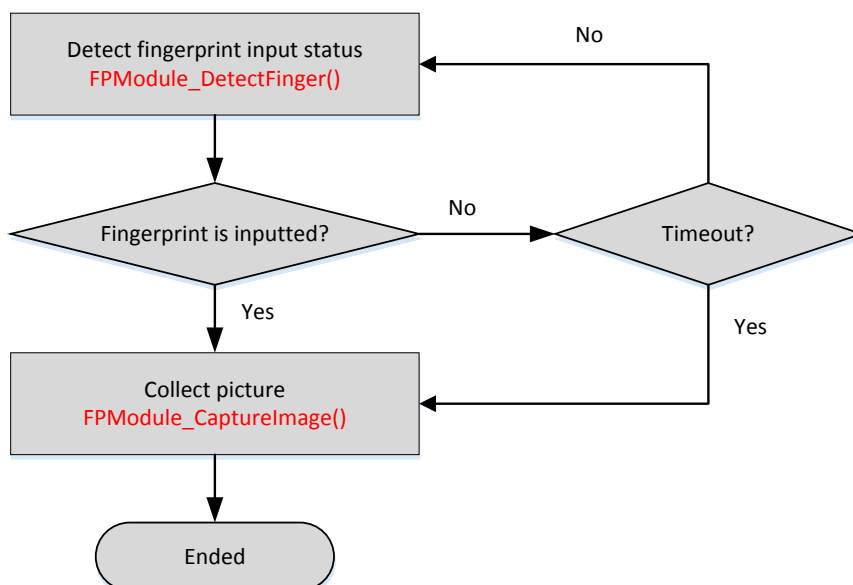 Detect fingerprint input status
FPModule_DetectFinger()
No
Fingerprint is inputted?
No
Timeout?
Yes
Yes
Collect picture
FPModule_CaptureImage()
Ended